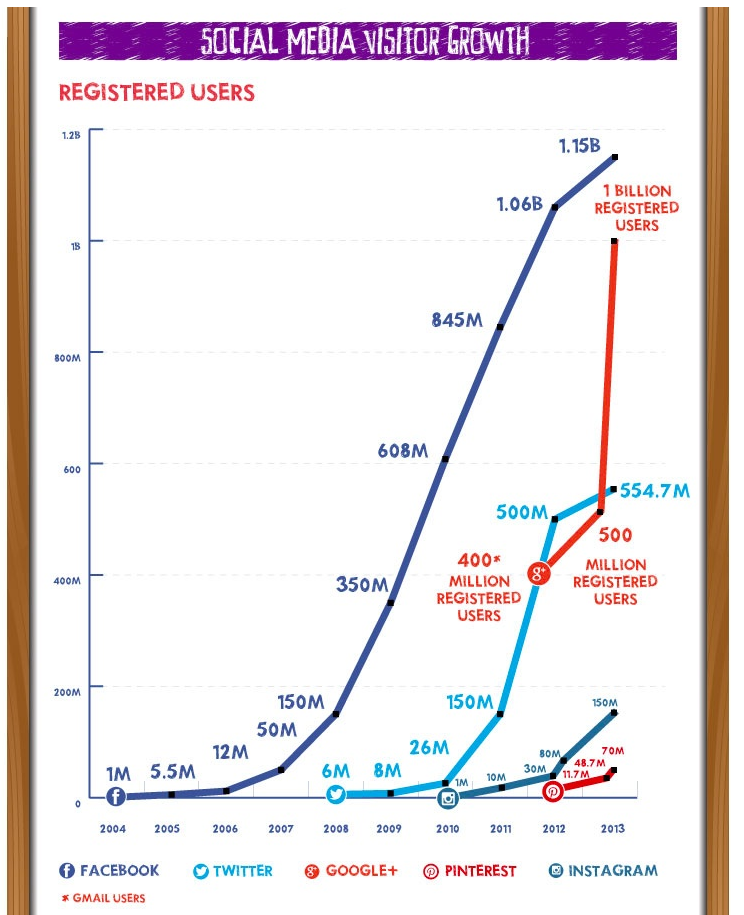 SOCIAL MEDIA VISITOR GROWTH
REGISTERED USERS
1.2B
1.15B
1 BILLION
REGISTERED
USERS
1.06B
1B
845M
800M
608M
600
554.7M
500M
500
MILLION
REGISTERED
USERS
400*
MILLION
REGISTERED
USERS
400M
350M
200M
150M
150M
150M
50M
26M
12M
80M
70M
1M
5.5M
6M
8M
1M
10M
30M
48.7M
11.7M
0
2004 2005 2006 2007 2008 2009 2010 2011 2012 2013
FACEBOOK TWITTER GOOGLE+ PINTEREST INSTAGRAM
* GMAIL USERS